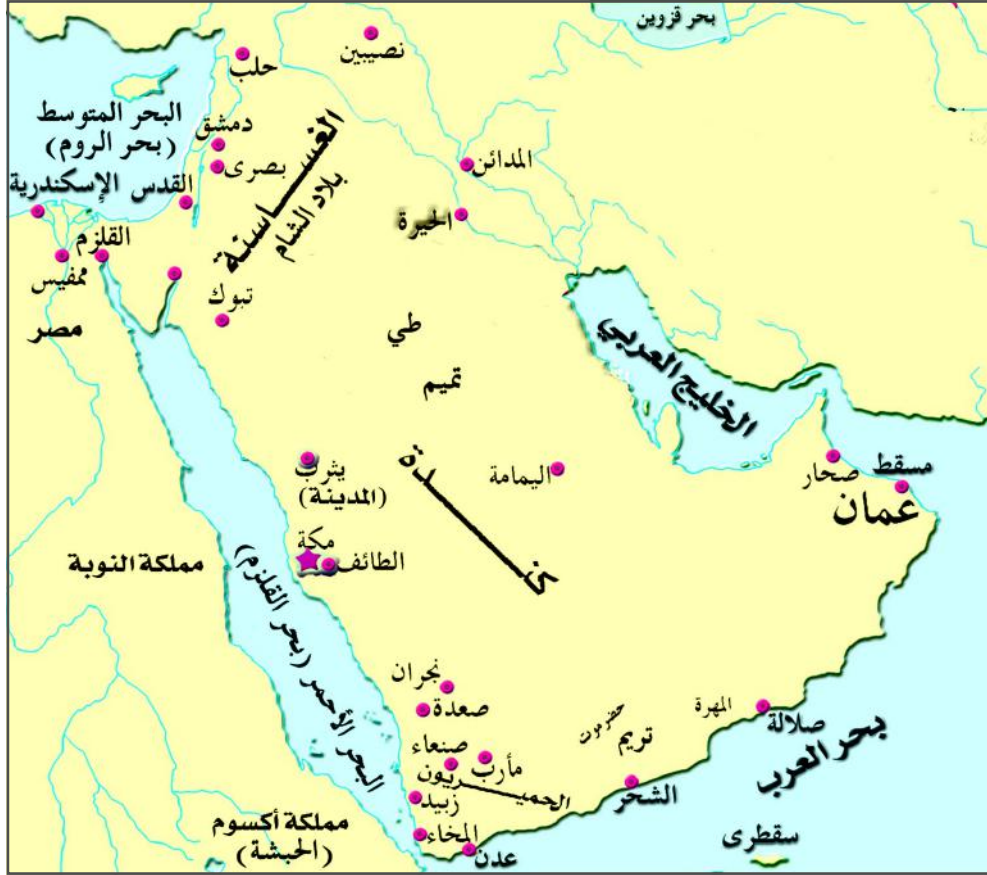 بحر قزوين
نصيبين
حلب
البحر المتوسط
(بحر الروم)
دمشق
بصرى
القدس
الإسكندرية
الغساسنة
بلاد الشام
المدائن
الحيرة
القلزم
ممفيس
مصر
تبوك
طي
تميم
الخليج العربي
كندة
يثرب
(المدينة)
اليمامة
صحار
مسقط
عمان
مكة
الطائف
مملكة النوبة
البحر الأحمر (بحر القلزم)
نجران
صعدة
صنعاء
مأرب
الحميريون
زبيد
المخاء
عدن
حضرموت
تريم
المهرة
صلالة
الشحر
بحر العرب
سقطرى
مملكة أكسوم
(الحبشة)